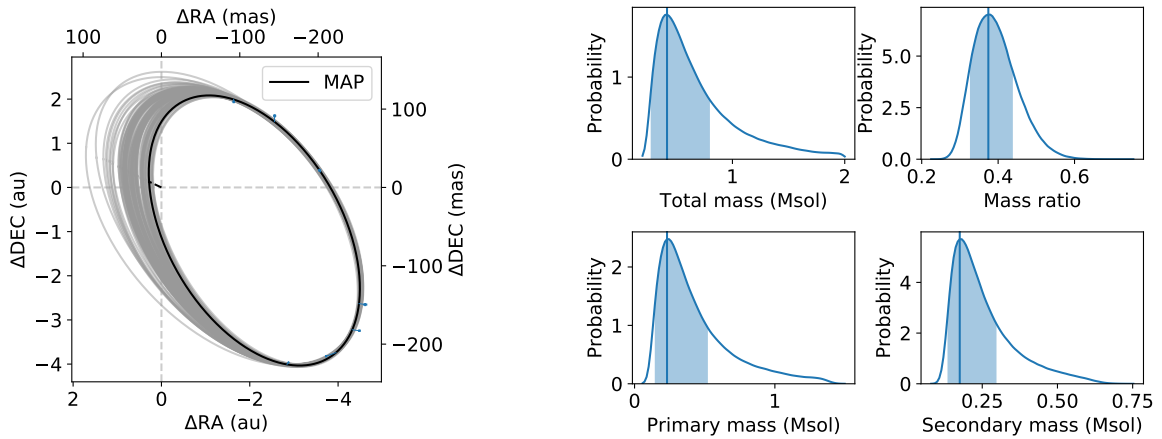 ΔRA (mas)
100 0 −100 −200
MAP
2
1
0
−1
−2
−3
−4
ΔDEC (au)
100
0
−100
−200
ΔDEC (mas)
2 0 −2 −4
ΔRA (au)
Probability
1
0
1 2
Total mass (Msol)
Probability
5.0
2.5
0.0
0.2 0.4 0.6
Mass ratio
Probability
2
1
0
0 1
Primary mass (Msol)
Probability
4
2
0
0.25 0.50 0.75
Secondary mass (Msol)